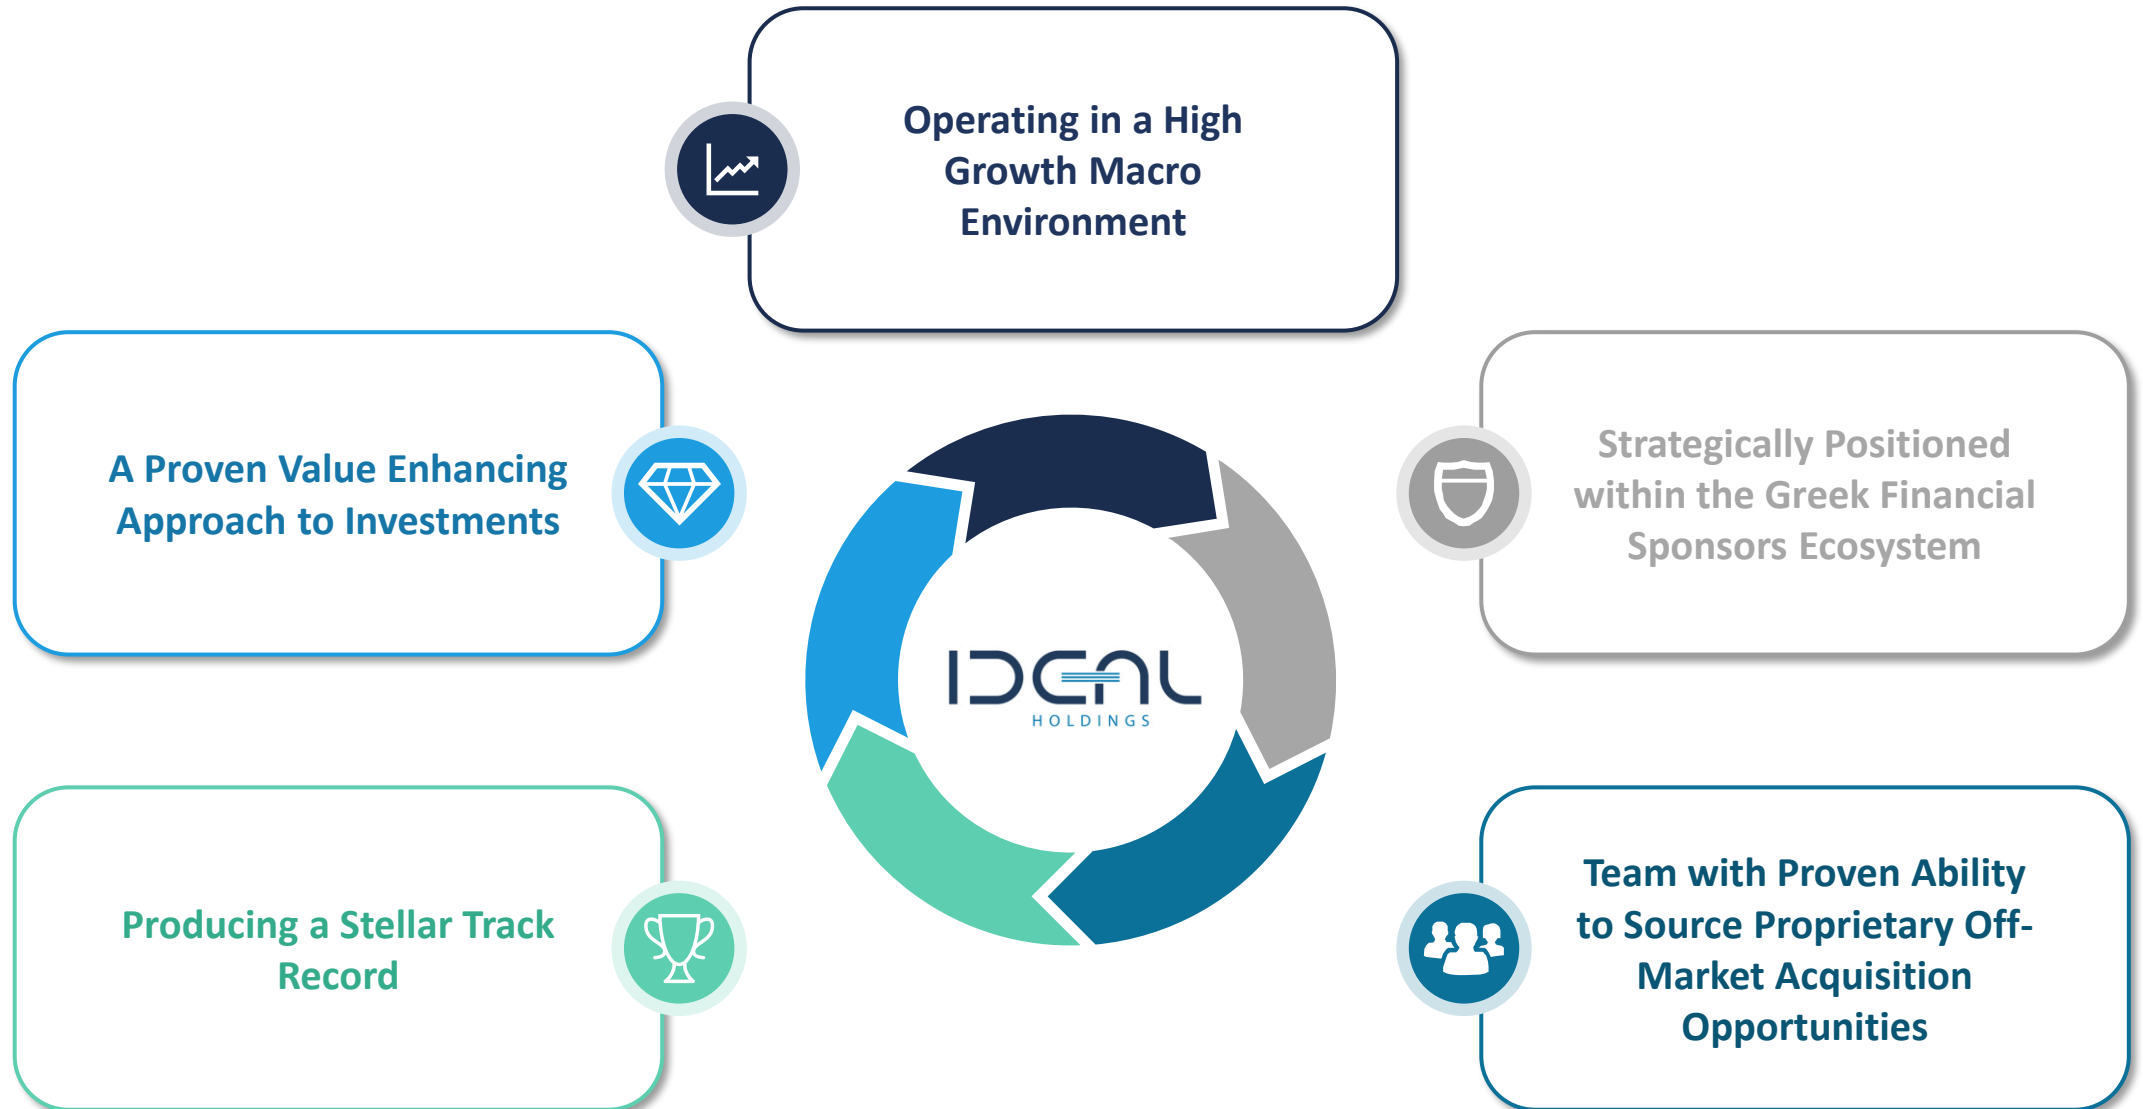 Operating in a High
Growth Macro
Environment
A Proven Value Enhancing
Approach to Investments
Strategically Positioned
within the Greek Financial
Sponsors Ecosystem
IDEAL
HOLDINGS
Producing a Stellar Track
Record
Team with Proven Ability
to Source Proprietary Off-
Market Acquisition
Opportunities